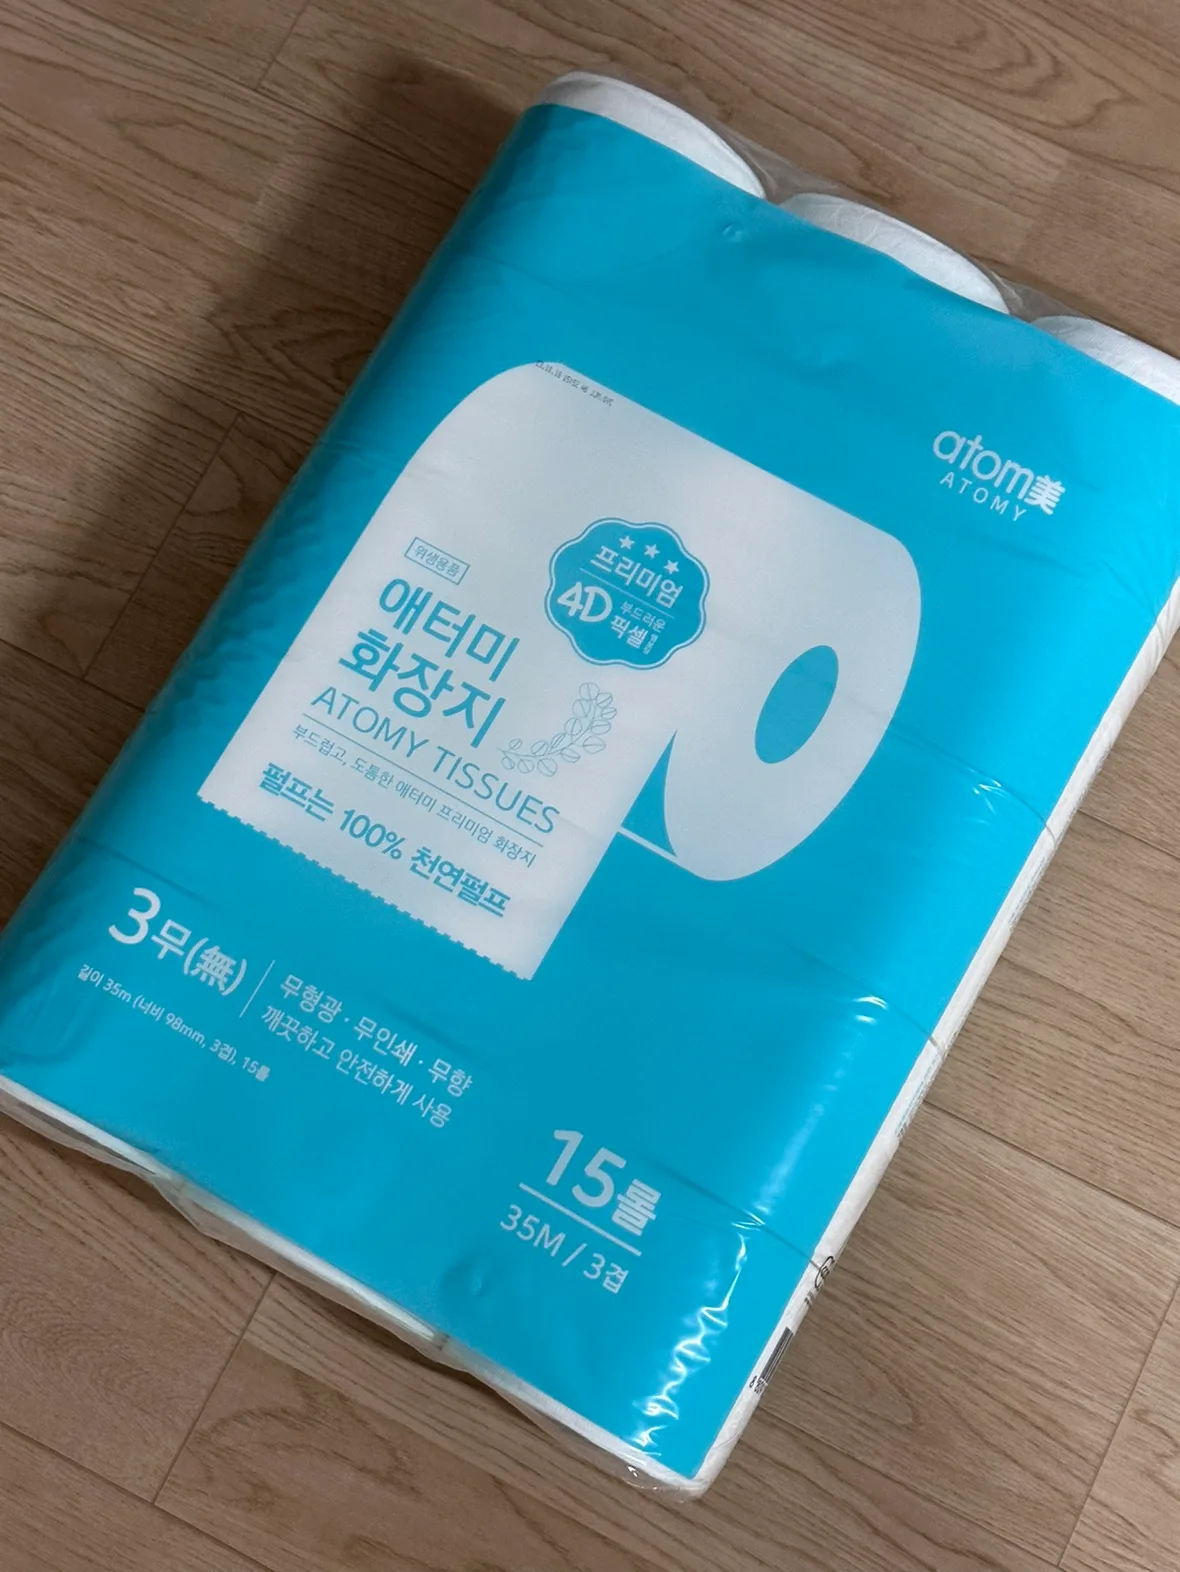 atom美
ATOMY
위생용품
애터미
화장지
ATOMY TISSUES
부드럽고, 도톰한 애터미 프리미엄 화장지
펄프는 100% 천연펄프
프리미엄
4D 부드러운
픽셀
3무(無)
무형광 · 무인쇄 · 무향
깨끗하고 안전하게 사용
길이 35m (너비 98mm, 3겹), 15롤
15롤
35M / 3겹